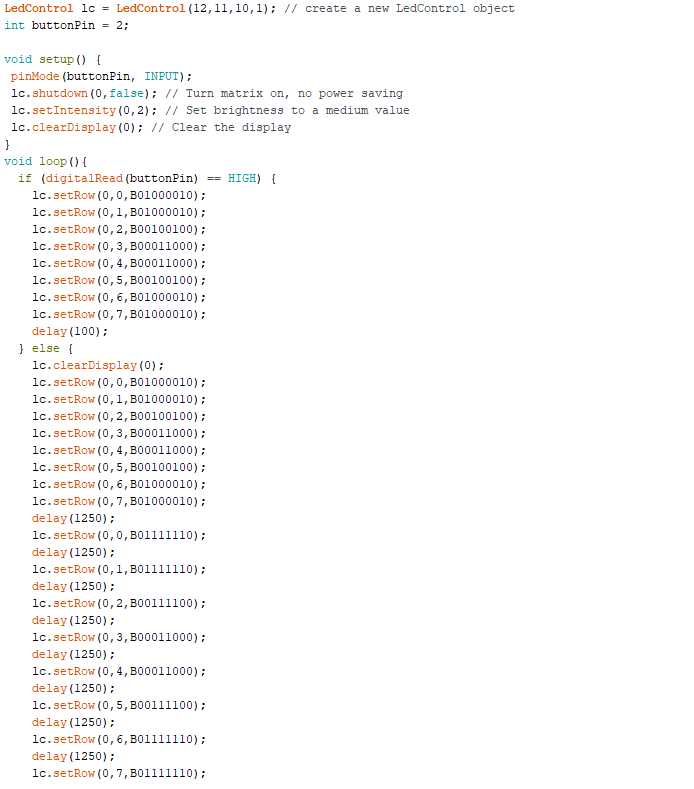 LedControl lc = LedControl(12,11,10,1); // create a new LedControl object
int buttonPin = 2;

void setup() {
 pinMode(buttonPin, INPUT);
 lc.shutdown(0,false); // Turn matrix on, no power saving
 lc.setIntensity(0,2); // Set brightness to a medium value
 lc.clearDisplay(0); // Clear the display
}
void loop(){
  if (digitalRead(buttonPin) == HIGH) {
    lc.setRow(0,0,B01000010);
    lc.setRow(0,1,B01000010);
    lc.setRow(0,2,B00100100);
    lc.setRow(0,3,B00011000);
    lc.setRow(0,4,B00011000);
    lc.setRow(0,5,B00100100);
    lc.setRow(0,6,B01000010);
    lc.setRow(0,7,B01000010);
    delay(100);
  } else {
    lc.clearDisplay(0);
    lc.setRow(0,0,B01000010);
    lc.setRow(0,1,B01000010);
    lc.setRow(0,2,B00100100);
    lc.setRow(0,3,B00011000);
    lc.setRow(0,4,B00011000);
    lc.setRow(0,5,B00100100);
    lc.setRow(0,6,B01000010);
    lc.setRow(0,7,B01000010);
    delay(1250);
    lc.setRow(0,0,B01111110);
    delay(1250);
    lc.setRow(0,1,B01111110);
    delay(1250);
    lc.setRow(0,2,B00111100);
    delay(1250);
    lc.setRow(0,3,B00011000);
    delay(1250);
    lc.setRow(0,4,B00011000);
    delay(1250);
    lc.setRow(0,5,B00111100);
    delay(1250);
    lc.setRow(0,6,B01111110);
    delay(1250);
    lc.setRow(0,7,B01111110);